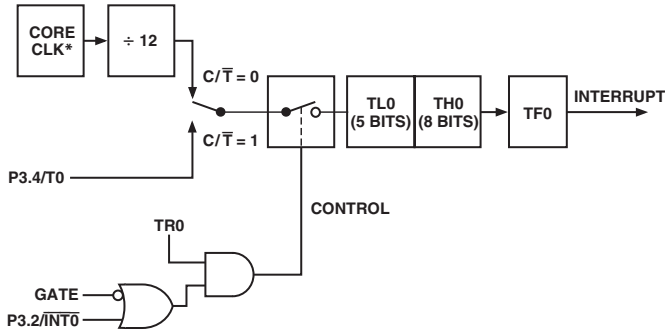 CORE
CLK*
÷ 12
C/T̅ = 0
C/T̅ = 1
TL0
(5 BITS)
TH0
(8 BITS)
TF0
INTERRUPT
P3.4/T0
CONTROL
TR0
GATE
P3.2/I̅N̅T̅0̅